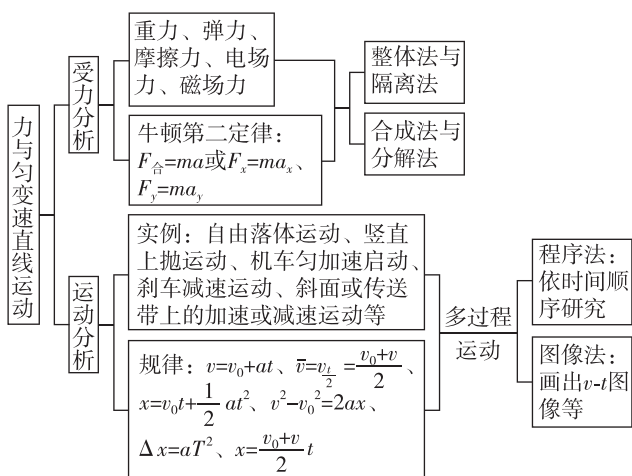 力与匀变速直线运动
受力分析
重力、弹力、
摩擦力、电场
力、磁场力
牛顿第二定律：
F合=ma或Fx=max、
Fy=may
整体法与
隔离法
合成法与
分解法
运动分析
实例：自由落体运动、竖直
上抛运动、机车匀加速启动、
刹车减速运动、斜面或传送
带上的加速或减速运动等
规律：v=v₀+at、v̄=v_{t/2}=(v₀+v)/2、
x=v₀t+1/2 at²、v²-v₀²=2ax、
Δx=aT²、x=(v₀+v)/2 t
多过程
运动
程序法：
依时间顺
序研究
图像法：
画出v-t图
像等